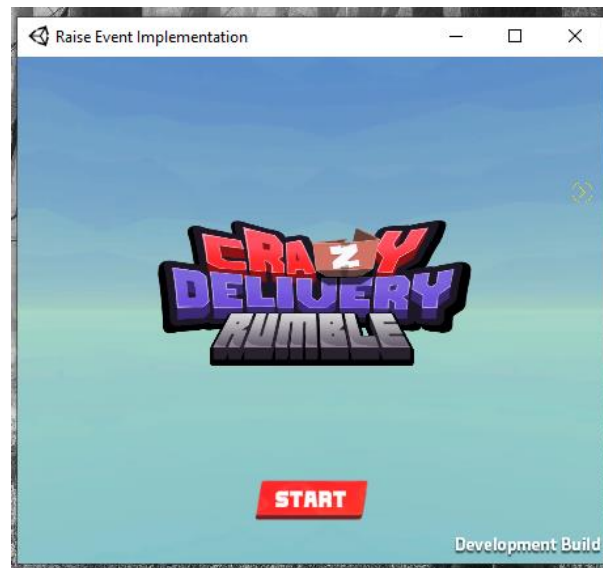 Raise Event Implementation
CRAZY
DELIVERY
RUMBLE
START
Development Build